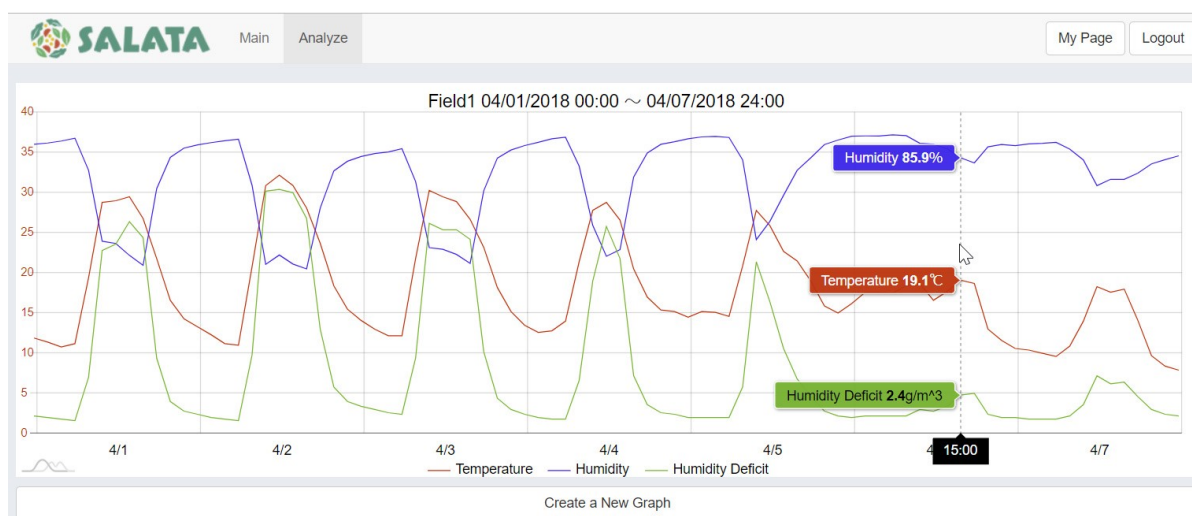 SALATA Main Analyze My Page Logout
Field1 04/01/2018 00:00 ～ 04/07/2018 24:00
40
35
Humidity 85.9%
30
25
20
Temperature 19.1℃
15
10
5
Humidity Deficit 2.4g/m^3
0
4/1 4/2 4/3 4/4 4/5 15:00 4/7
Temperature Humidity Humidity Deficit
Create a New Graph